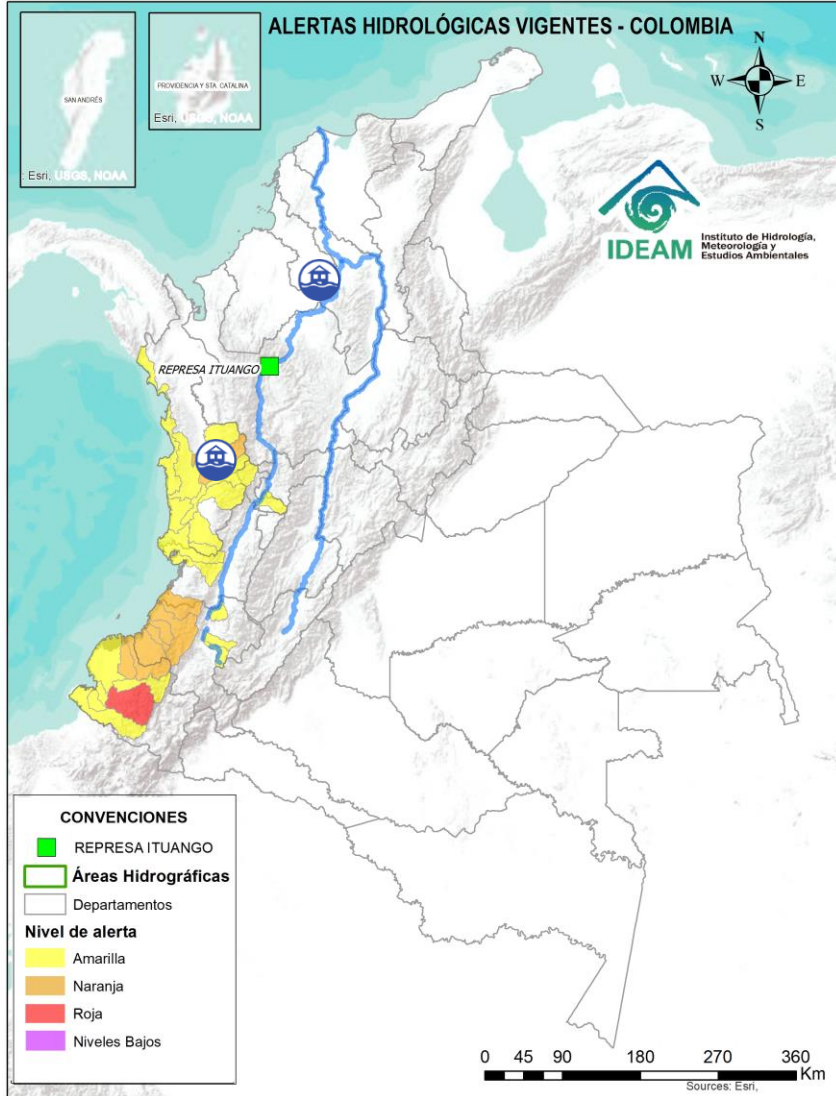 ALERTAS HIDROLÓGICAS VIGENTES - COLOMBIA
SAN ANDRÉS
: Esri, USGS, NOAA
PROVIDENCIA Y STA. CATALINA
Esri, USGS, NOAA
N
W
E
S
IDEAM
Instituto de Hidrología,
Meteorología y
Estudios Ambientales
REPRESA ITUANGO
CONVENCIONES
REPRESA ITUANGO
Áreas Hidrográficas
Departamentos
Nivel de alerta
Amarilla
Naranja
Roja
Niveles Bajos
0 45 90 180 270 360
Km
Sources: Esri,